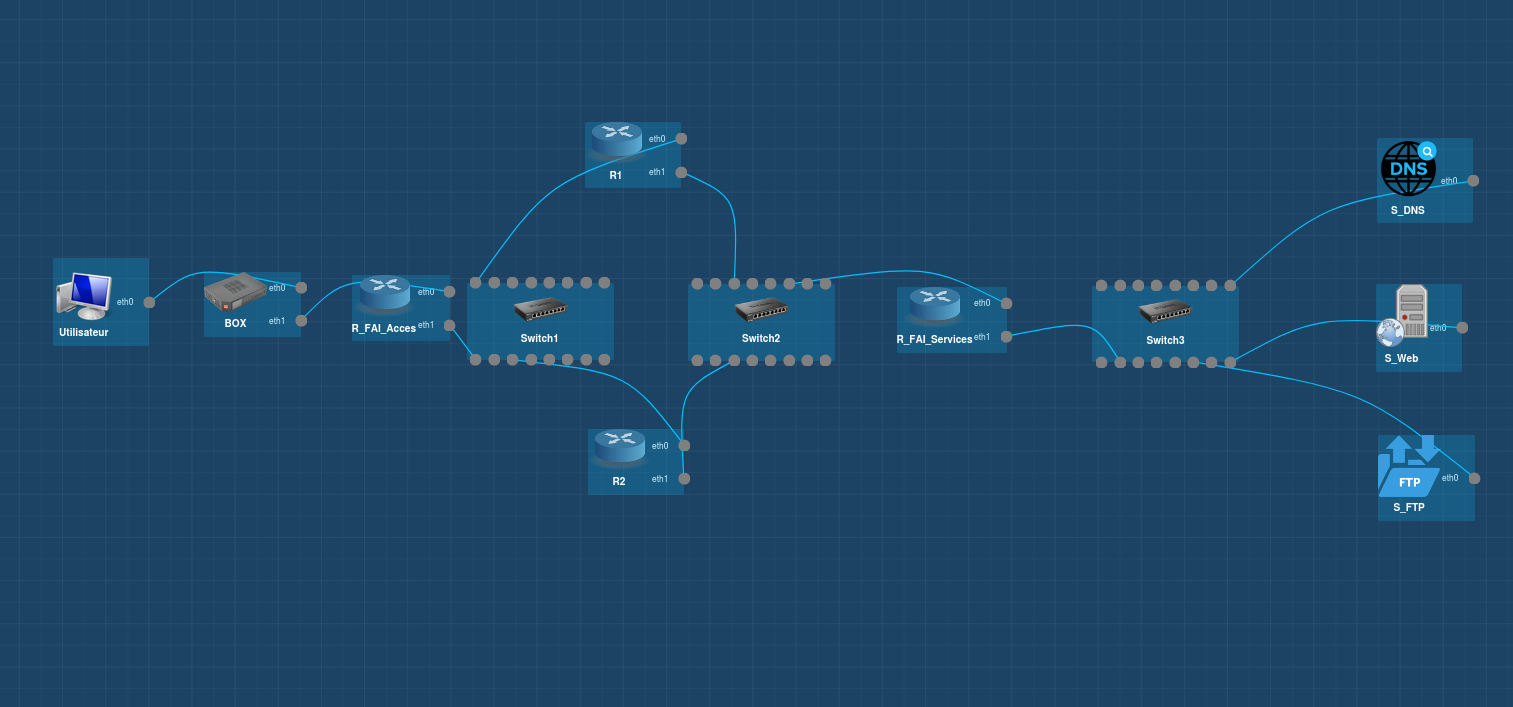 eth0
R1
eth1
DNS
eth0
S_DNS
eth0
Utilisateur
eth0
BOX
eth1
eth0
R_FAI_Acces
eth1
Switch1
Switch2
eth0
R_FAI_Services
eth1
Switch3
eth0
S_Web
eth0
R2
eth1
FTP
eth0
S_FTP